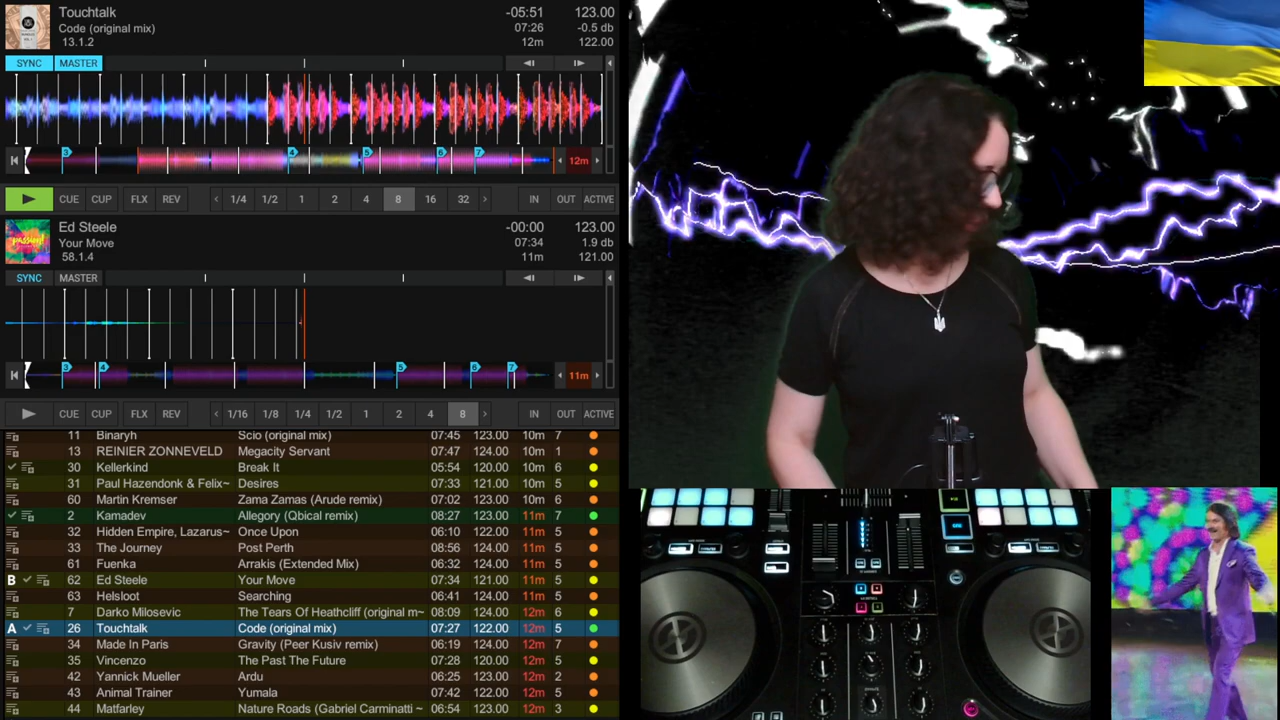 Touchtalk -05:51 123.00
Code (original mix) 07:26 -0.5 db
13.1.2 12m 122.00
SYNC MASTER
3 4 5 6 7 12m
CUE CUP FLX REV 1/4 1/2 1 2 4 8 16 32 IN OUT ACTIVE
Ed Steele -00:00 123.00
Your Move 07:34 1.9 db
58.1.4 11m 121.00
SYNC MASTER
3 4 5 6 7 11m
CUE CUP FLX REV 1/16 1/8 1/4 1/2 1 2 4 8 IN OUT ACTIVE
11 Binaryh Scio (original mix) 07:45 123.00 10m 7
13 REINIER ZONNEVELD Megacity Servant 07:47 124.00 10m 1
30 Kellerkind Break It 05:54 120.00 10m 6
31 Paul Hazendonk & Felix~ Desires 07:33 121.00 10m 5
60 Martin Kremser Zama Zamas (Arude remix) 07:02 123.00 10m 6
2 Kamadev Allegory (Qbical remix) 08:27 123.00 11m 7
32 Hidden Empire, Lazarus~ Once Upon 06:10 122.00 11m 5
33 The Journey Post Perth 08:56 124.00 11m 5
61 Fuenka Arrakis (Extended Mix) 06:32 124.00 11m 5
B 62 Ed Steele Your Move 07:34 121.00 11m 5
63 Helsloot Searching 06:41 124.00 11m 5
7 Darko Milosevic The Tears Of Heathcliff (original m~ 08:09 124.00 12m 6
A 26 Touchtalk Code (original mix) 07:27 122.00 12m 5
34 Made In Paris Gravity (Peer Kusiv remix) 06:19 124.00 12m 7
35 Vincenzo The Past The Future 07:28 120.00 12m 5
42 Yannick Mueller Ardu 06:25 123.00 12m 2
43 Animal Trainer Yumala 07:42 122.00 12m 5
44 Matfarley Nature Roads (Gabriel Carminatti ~ 06:54 123.00 12m 3